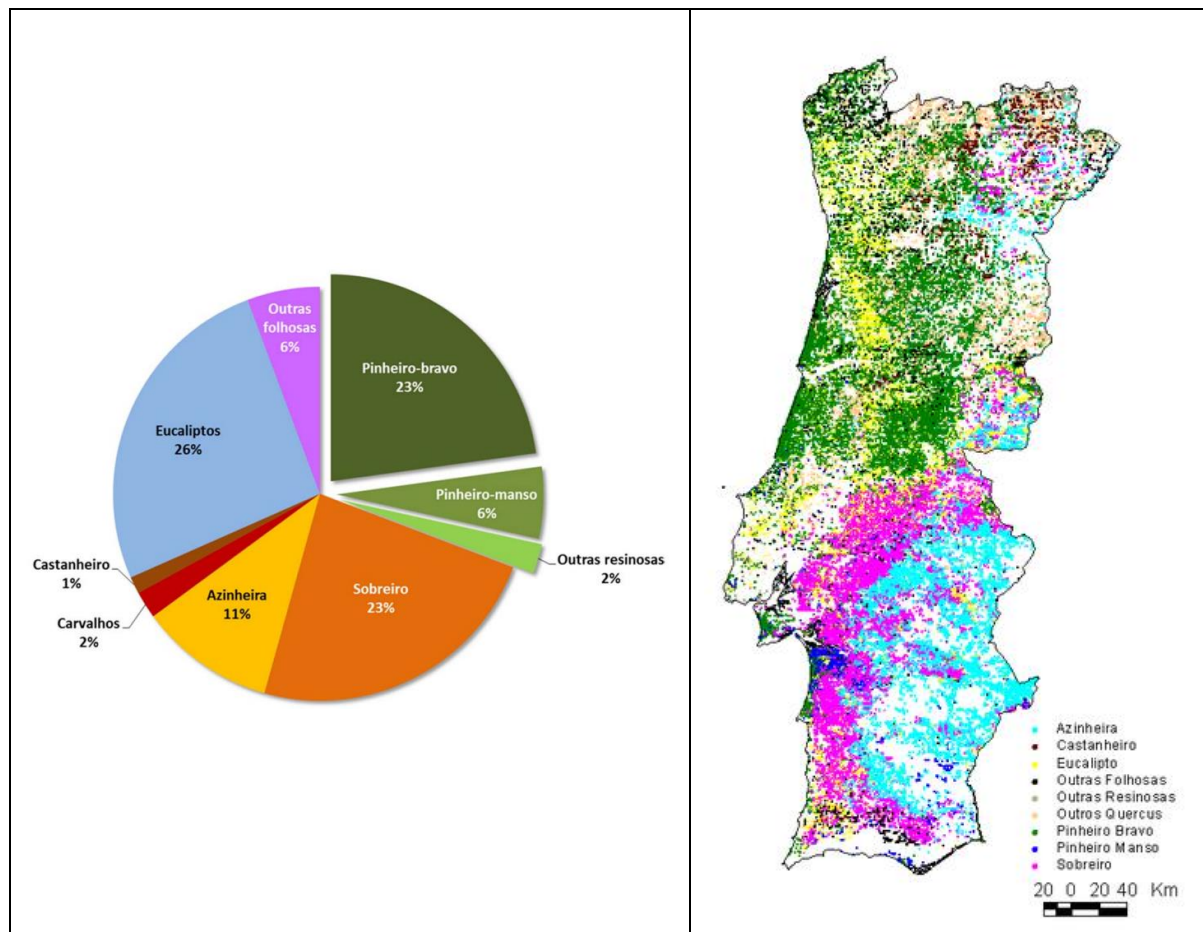 Outras
folhosas
6%
Pinheiro-bravo
23%
Eucaliptos
26%
Pinheiro-manso
6%
Outras resinosas
2%
Castanheiro
1%
Azinheira
11%
Sobreiro
23%
Carvalhos
2%
Azinheira
Castanheiro
Eucalipto
Outras Folhosas
Outras Resinosas
Outros Quercus
Pinheiro Bravo
Pinheiro Manso
Sobreiro
20 0 20 40 Km